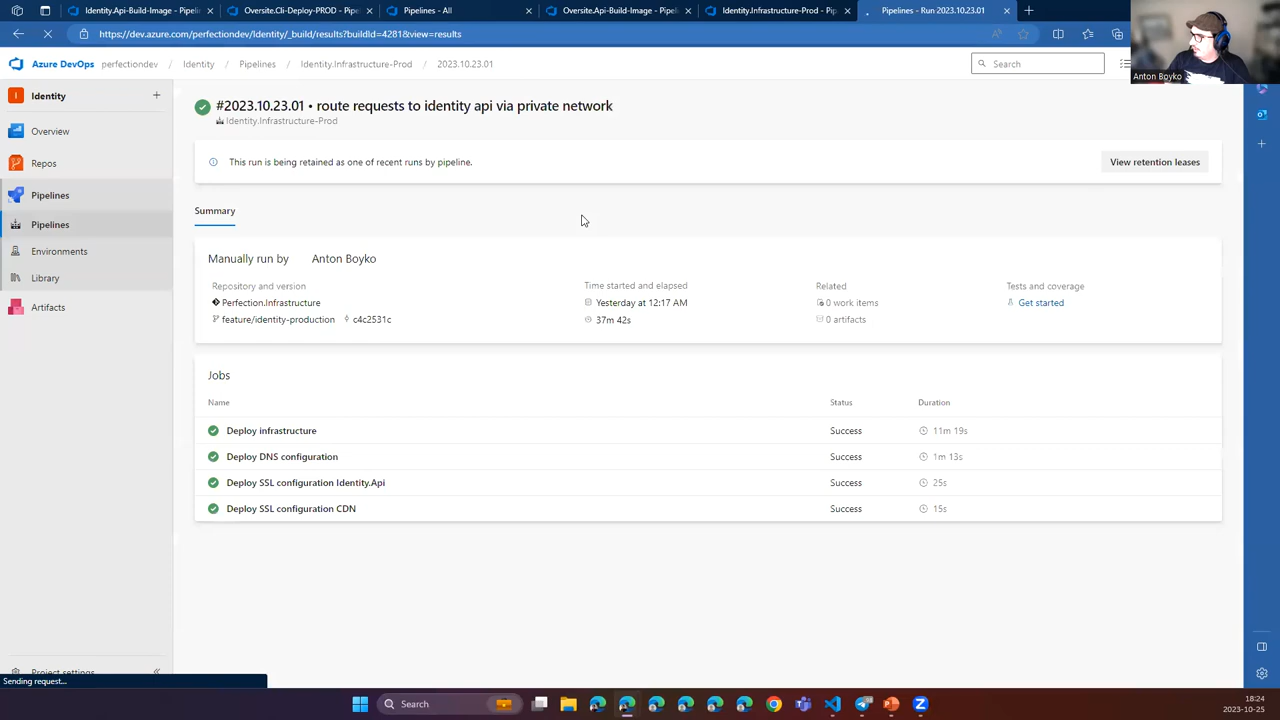 Identity.Api-Build-Image - Pipelin
Oversite.Cli-Deploy-PROD - Pipe
Pipelines - All
Oversite.Api-Build-Image - Pipel
Identity.Infrastructure-Prod - Pip
Pipelines - Run 2023.10.23.01
https://dev.azure.com/perfectiondev/Identity/_build/results?buildId=4281&view=results
Anton Boyko
Azure DevOps
perfectiondev / Identity / Pipelines / Identity.Infrastructure-Prod / 2023.10.23.01
Search
Identity
Overview
Repos
Pipelines
Pipelines
Environments
Library
Artifacts
Project settings
#2023.10.23.01 • route requests to identity api via private network
Identity.Infrastructure-Prod
This run is being retained as one of recent runs by pipeline.
View retention leases
Summary
Manually run by Anton Boyko
Repository and version
Perfection.Infrastructure
feature/identity-production c4c2531c
Time started and elapsed
Yesterday at 12:17 AM
37m 42s
Related
0 work items
0 artifacts
Tests and coverage
Get started
Jobs
Name Status Duration
Deploy infrastructure Success 11m 19s
Deploy DNS configuration Success 1m 13s
Deploy SSL configuration Identity.Api Success 25s
Deploy SSL configuration CDN Success 15s
Sending request...
Search
18:24
2023-10-25